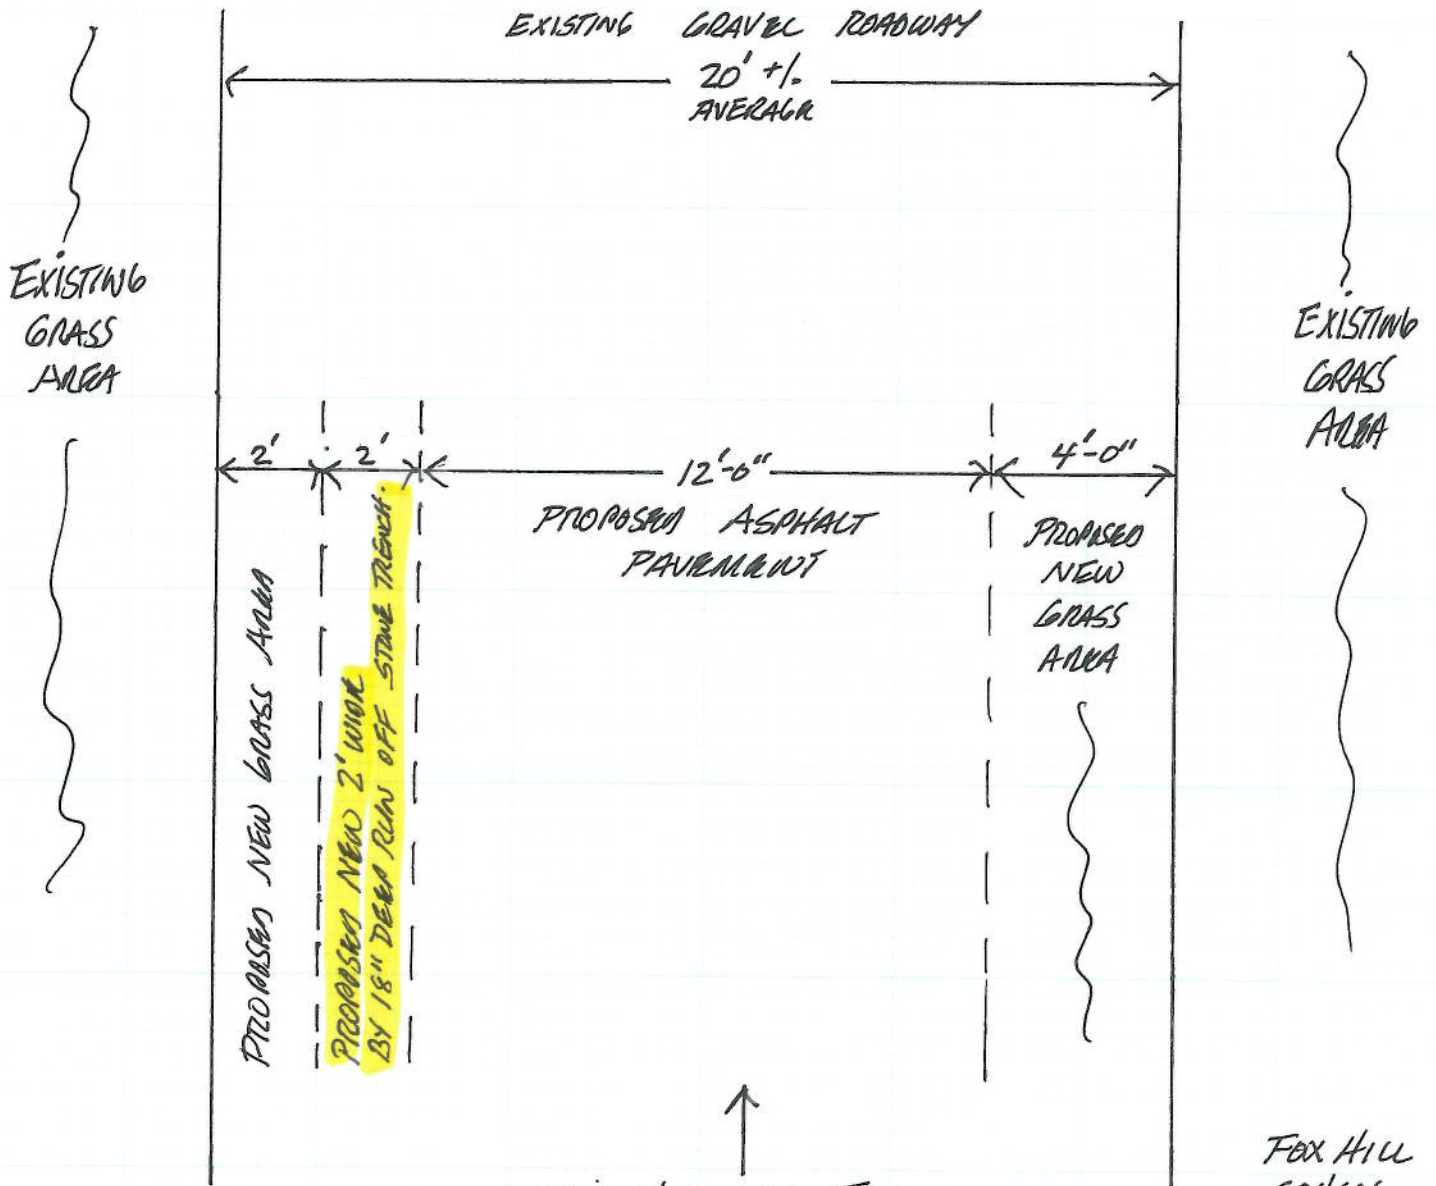 EXISTING GRAVEL ROADWAY
20' +/-
AVERAGE
EXISTING
GRASS
AREA
EXISTING
GRASS
AREA
2'
2'
12'-0"
4'-0"
PROPOSED ASPHALT
PAVEMENT
PROPOSED
NEW
GRASS
AREA
PROPOSED NEW GRASS AREA
PROPOSED NEW 2' WIDE
BY 18" DEEP RUN OFF STONE TRENCH.
FOX HILL